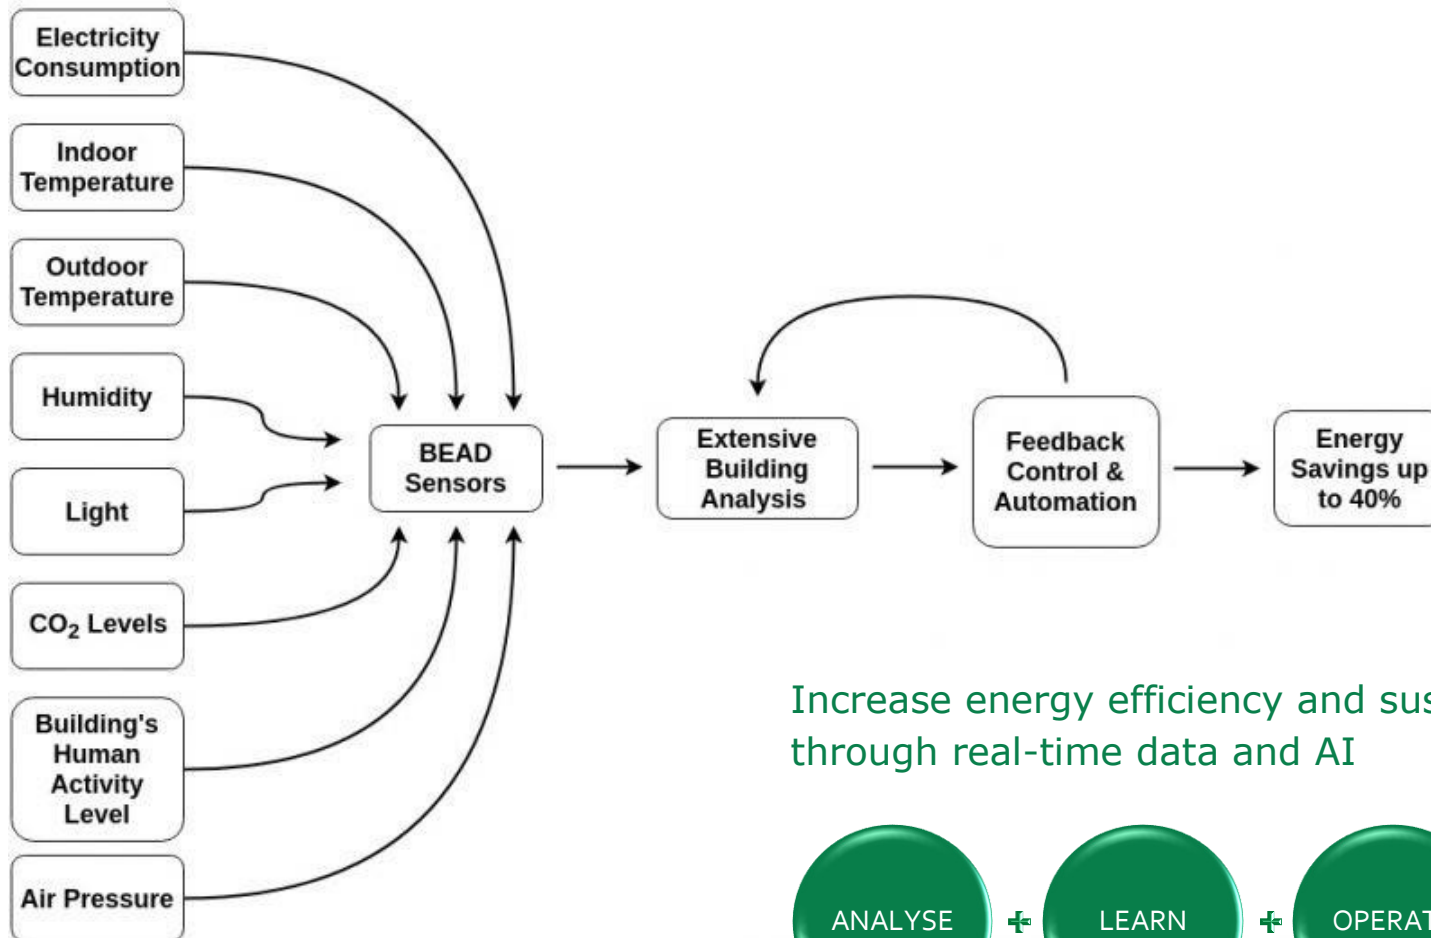 Electricity
Consumption
Indoor
Temperature
Outdoor
Temperature
Humidity
Light
CO₂ Levels
Building's
Human
Activity
Level
Air Pressure
BEAD
Sensors
Extensive
Building
Analysis
Feedback
Control &
Automation
Energy
Savings up
to 40%
Increase energy efficiency and
through real-time data and AI
ANALYSE + LEARN +